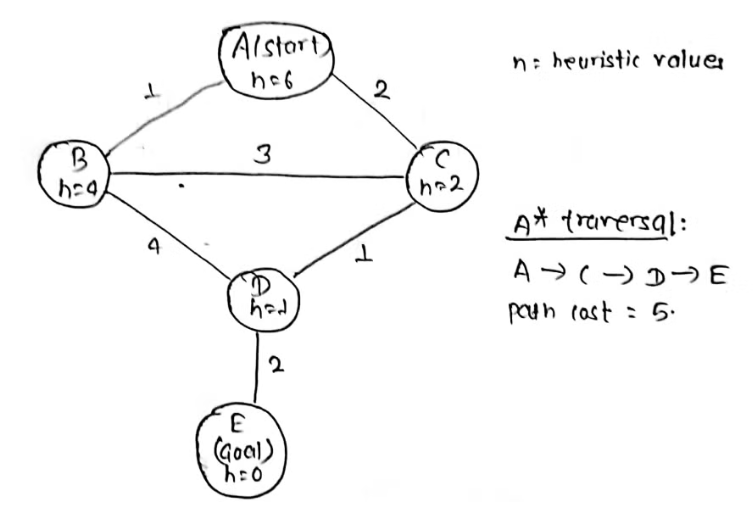 A(start)
h=6
n: heuristic values
1
2
B
h=4
3
C
h=2
A* traversal:
4
1
A → C → D → E
D
h=1
path cost = 5.
2
E
(Goal)
h=0